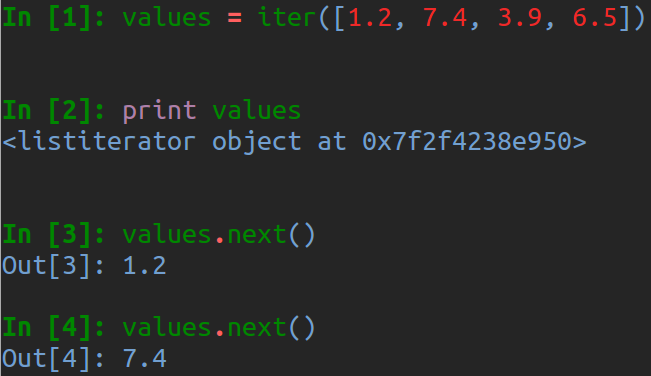 In [1]: values = iter([1.2, 7.4, 3.9, 6.5])
In [2]: print values
<listiterator object at 0x7f2f4238e950>
In [3]: values.next()
Out[3]: 1.2
In [4]: values.next()
Out[4]: 7.4